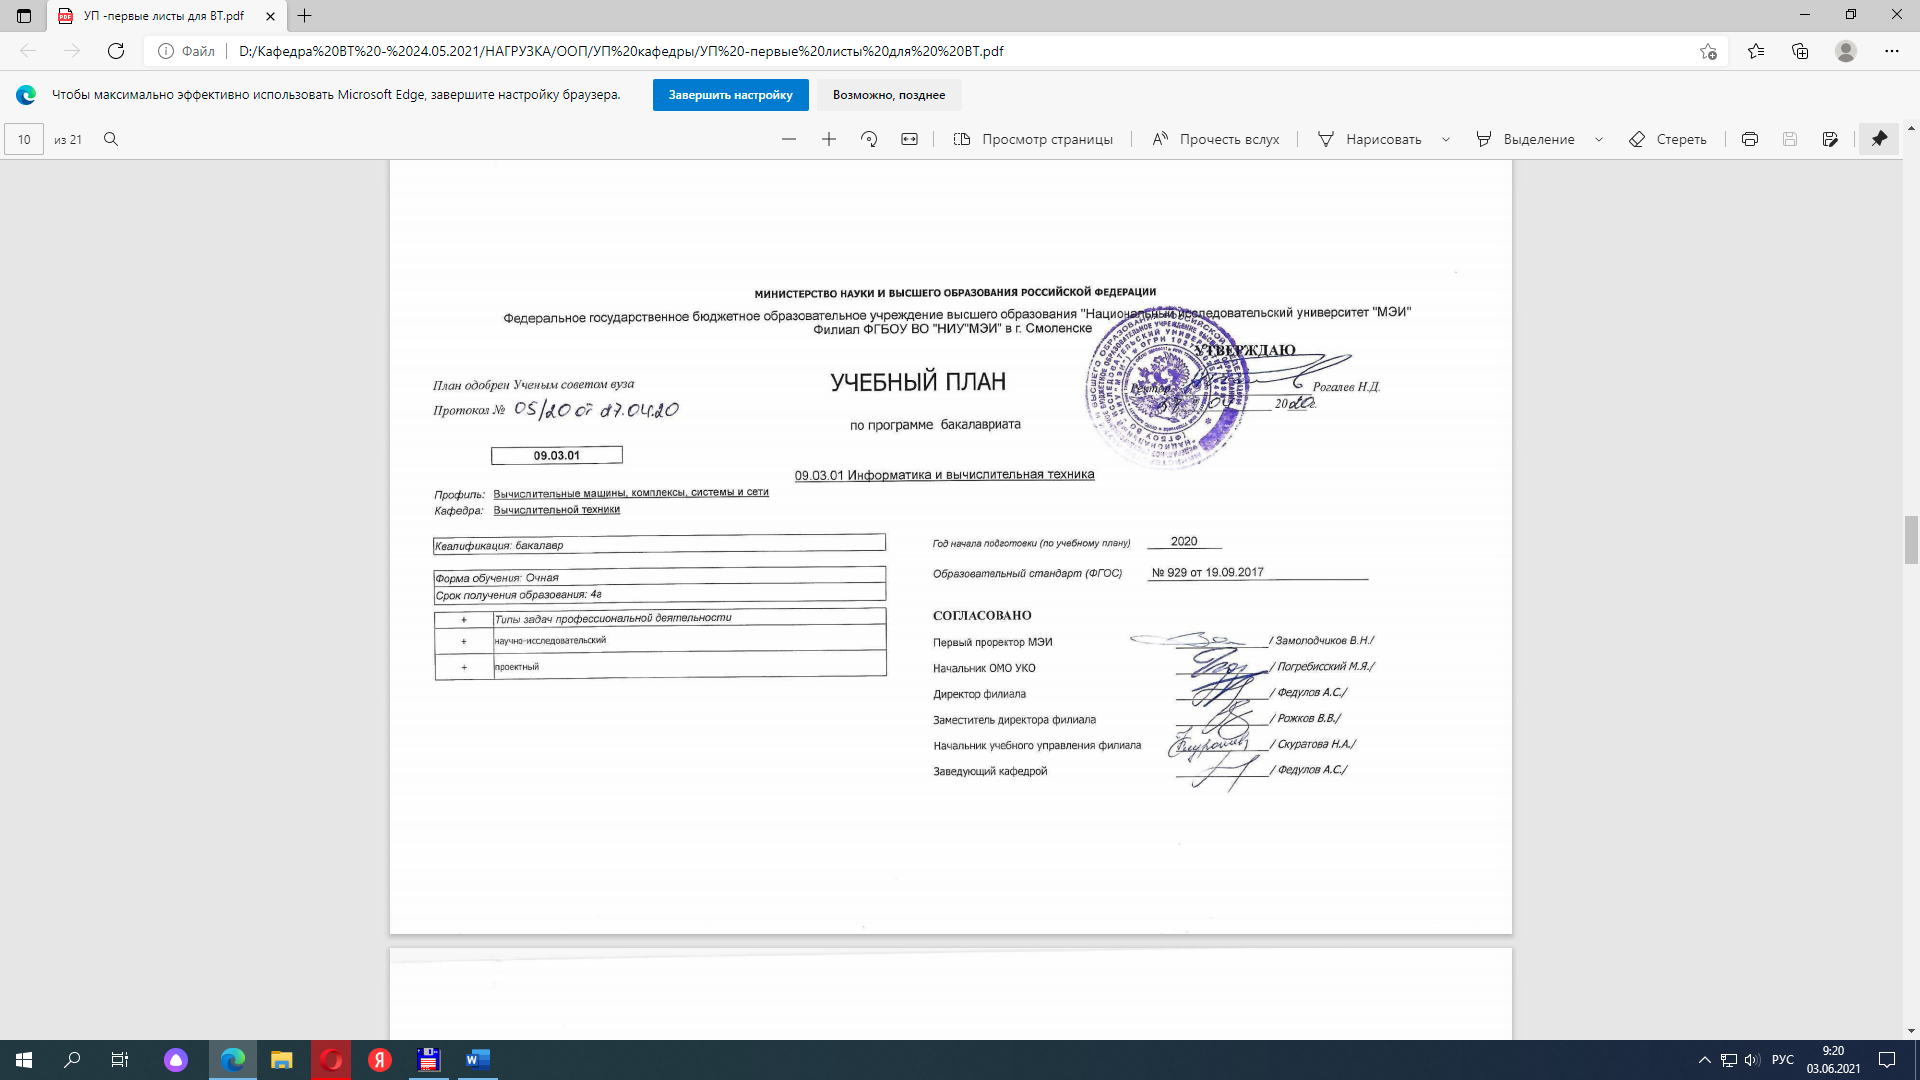 УП -первые листы для ВТ.pdf
Файл
D:/Кафедра%20ВТ%20-%2024.05.2021/НАГРУЗКА/ООП/УП%20кафедры/УП%20-первые%20листы%20для%20%20ВТ.pdf
Чтобы максимально эффективно использовать Microsoft Edge, завершите настройку браузера.
Завершить настройку
Возможно, позднее
10 из 21
Просмотр страницы
Прочесть вслух
Нарисовать
Выделение
Стереть
МИНИСТЕРСТВО НАУКИ И ВЫСШЕГО ОБРАЗОВАНИЯ РОССИЙСКОЙ ФЕДЕРАЦИИ
Федеральное государственное бюджетное образовательное учреждение высшего образования "Национальный исследовательский университет "МЭИ"
Филиал ФГБОУ ВО "НИУ"МЭИ" в г. Смоленске
УТВЕРЖДАЮ
План одобрен Ученым советом вуза
Протокол № 05/20 от 27.04.20
УЧЕБНЫЙ ПЛАН
по программе бакалавриата
Ректор Рогалев Н.Д.
04 2020 г.
09.03.01
09.03.01 Информатика и вычислительная техника
Профиль: Вычислительные машины, комплексы, системы и сети
Кафедра: Вычислительной техники
Квалификация: бакалавр
Форма обучения: Очная
Срок получения образования: 4г
+ Типы задач профессиональной деятельности
+ научно-исследовательский
+ проектный
Год начала подготовки (по учебному плану) 2020
Образовательный стандарт (ФГОС) № 929 от 19.09.2017
СОГЛАСОВАНО
Первый проректор МЭИ / Замолодчиков В.Н./
Начальник ОМО УКО / Погребисский М.Я./
Директор филиала / Федулов А.С./
Заместитель директора филиала / Рожков В.В./
Начальник учебного управления филиала / Скуратова Н.А./
Заведующий кафедрой / Федулов А.С./
РУС
9:20
03.06.2021